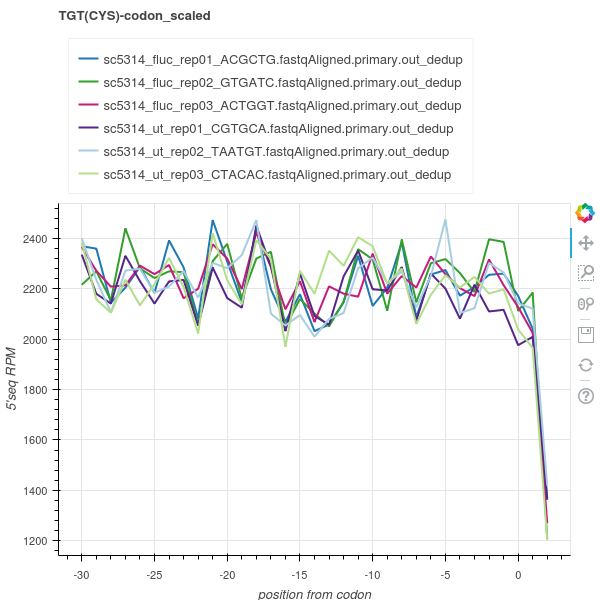 TGT(CYS)-codon_scaled
sc5314_fluc_rep01_ACGCTG.fastqAligned.primary.out_dedup
sc5314_fluc_rep02_GTGATC.fastqAligned.primary.out_dedup
sc5314_fluc_rep03_ACTGGT.fastqAligned.primary.out_dedup
sc5314_ut_rep01_CGTGCA.fastqAligned.primary.out_dedup
sc5314_ut_rep02_TAATGT.fastqAligned.primary.out_dedup
sc5314_ut_rep03_CTACAC.fastqAligned.primary.out_dedup
2400
2200
2000
1800
1600
1400
1200
5'seq RPM
-30 -25 -20 -15 -10 -5 0
position from codon